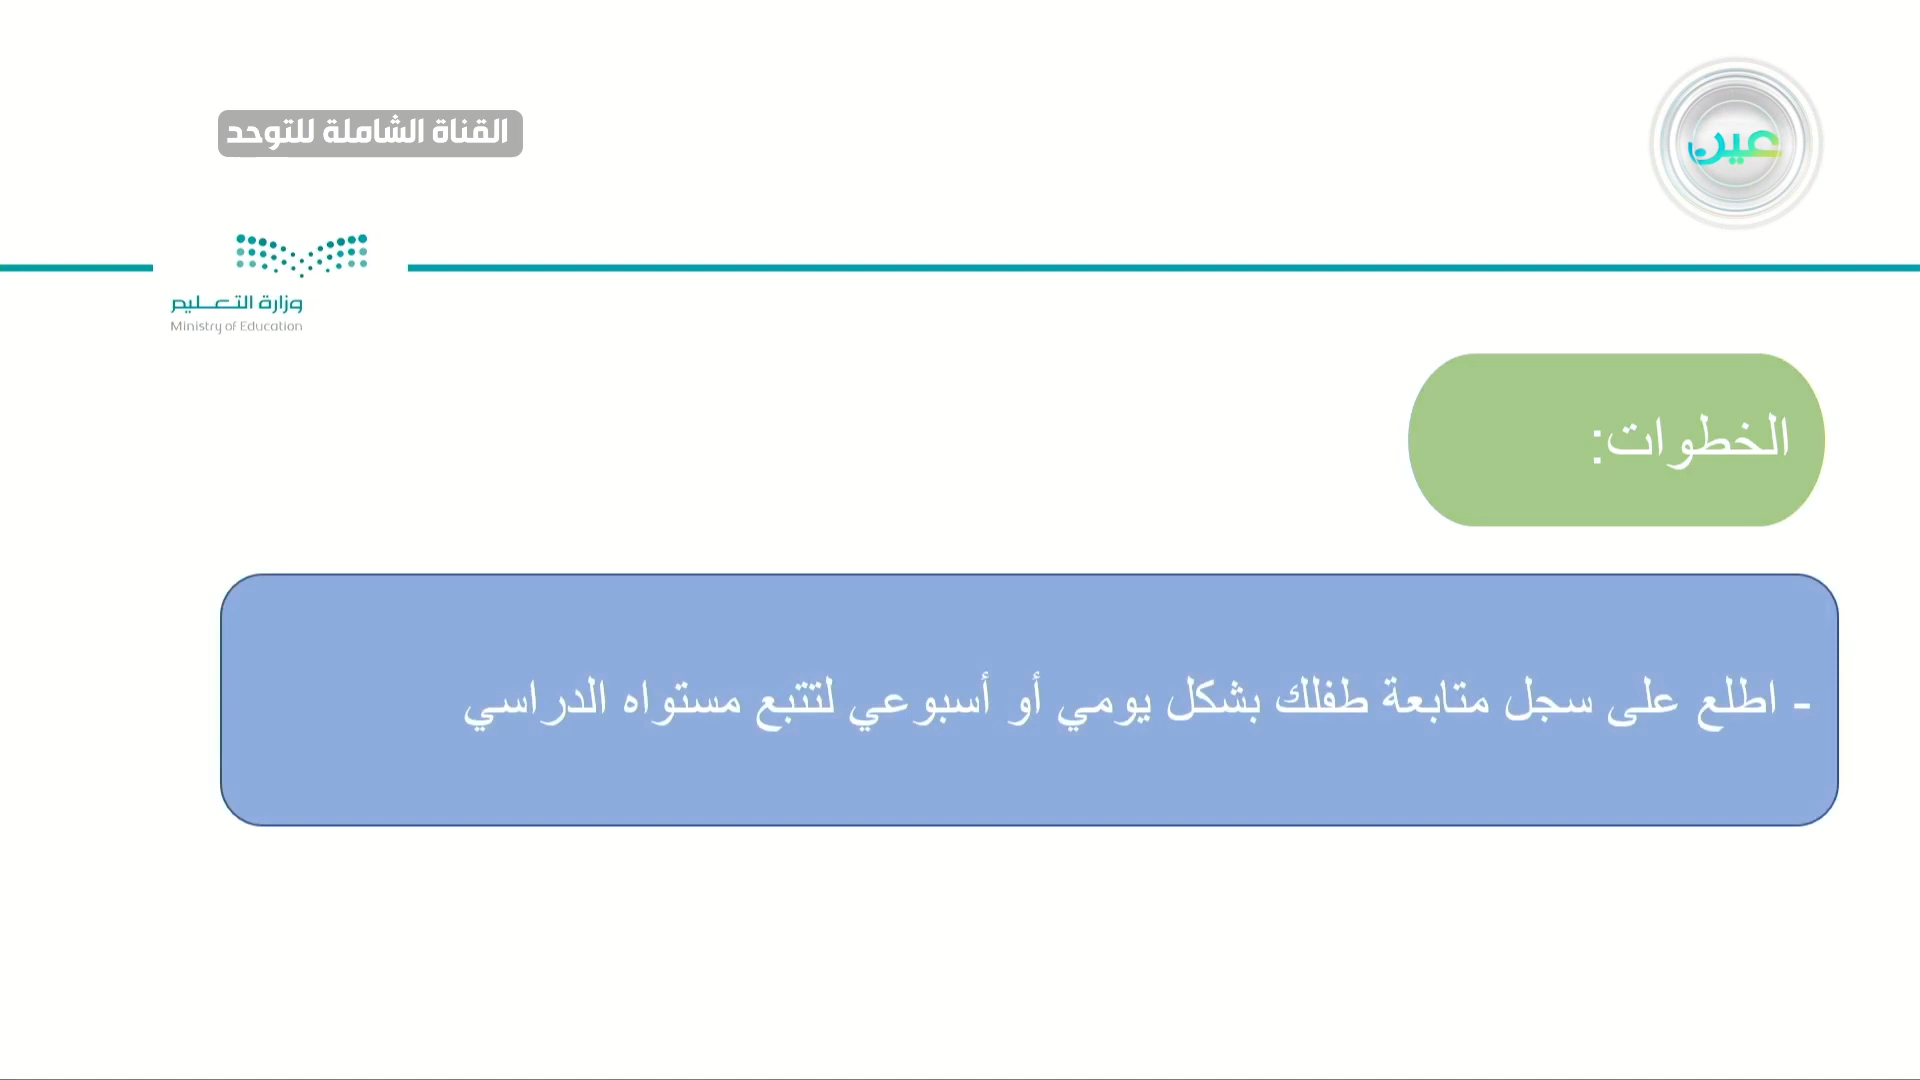 القناة الشاملة للتوحد
عين
وزارة التعليم
Ministry of Education
الخطوات:
- اطلع على سجل متابعة طفلك بشكل يومي أو أسبوعي لتتبع مستواه الدراسي